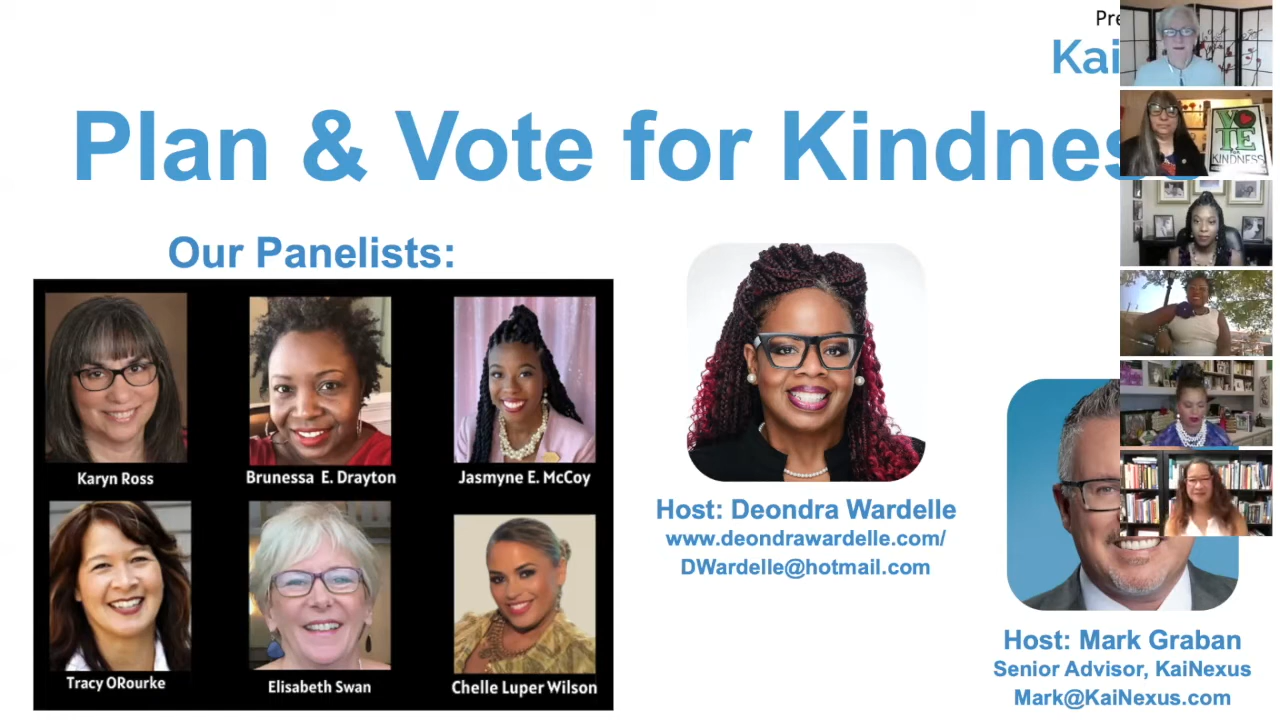 Pre
Kai
Plan & Vote for Kindness
Our Panelists:
Karyn Ross
Brunessa E. Drayton
Jasmyne E. McCoy
Tracy ORourke
Elisabeth Swan
Chelle Luper Wilson
Host: Deondra Wardelle
www.deondrawardelle.com/
DWardelle@hotmail.com
Host: Mark Graban
Senior Advisor, KaiNexus
Mark@KaiNexus.com
VOTE
FOR
KINDNESS